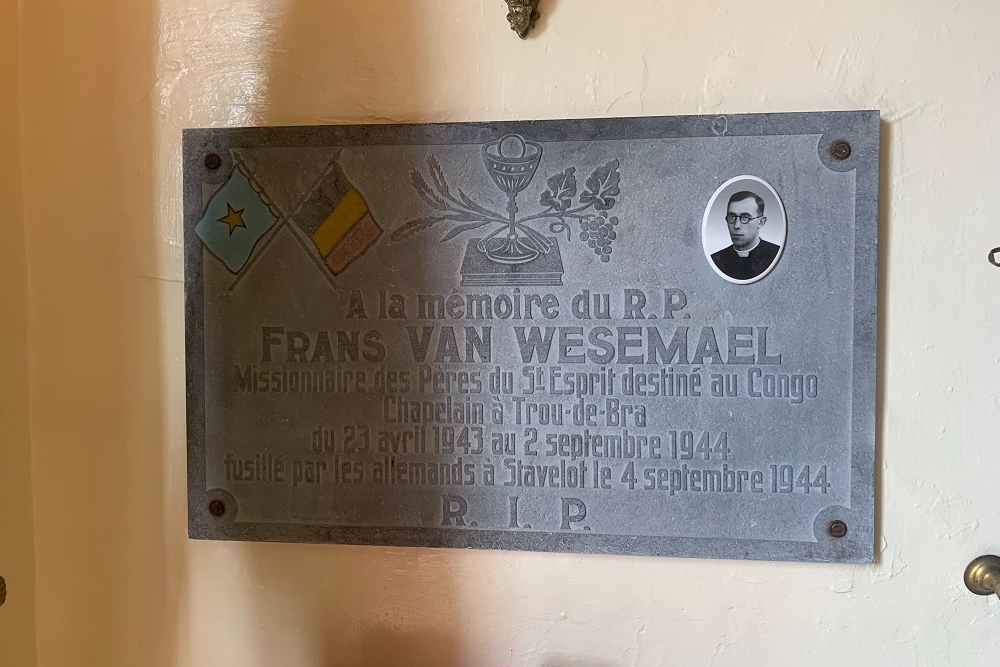 A la mémoire du R.P.
FRANS VAN WESEMAEL
Missionnaire des Pères du St Esprit destiné au Congo
Chapelain à Trou-de-Bra
du 23 avril 1943 au 2 septembre 1944
fusillé par les allemands à Stavelot le 4 septembre 1944
R. I. P.